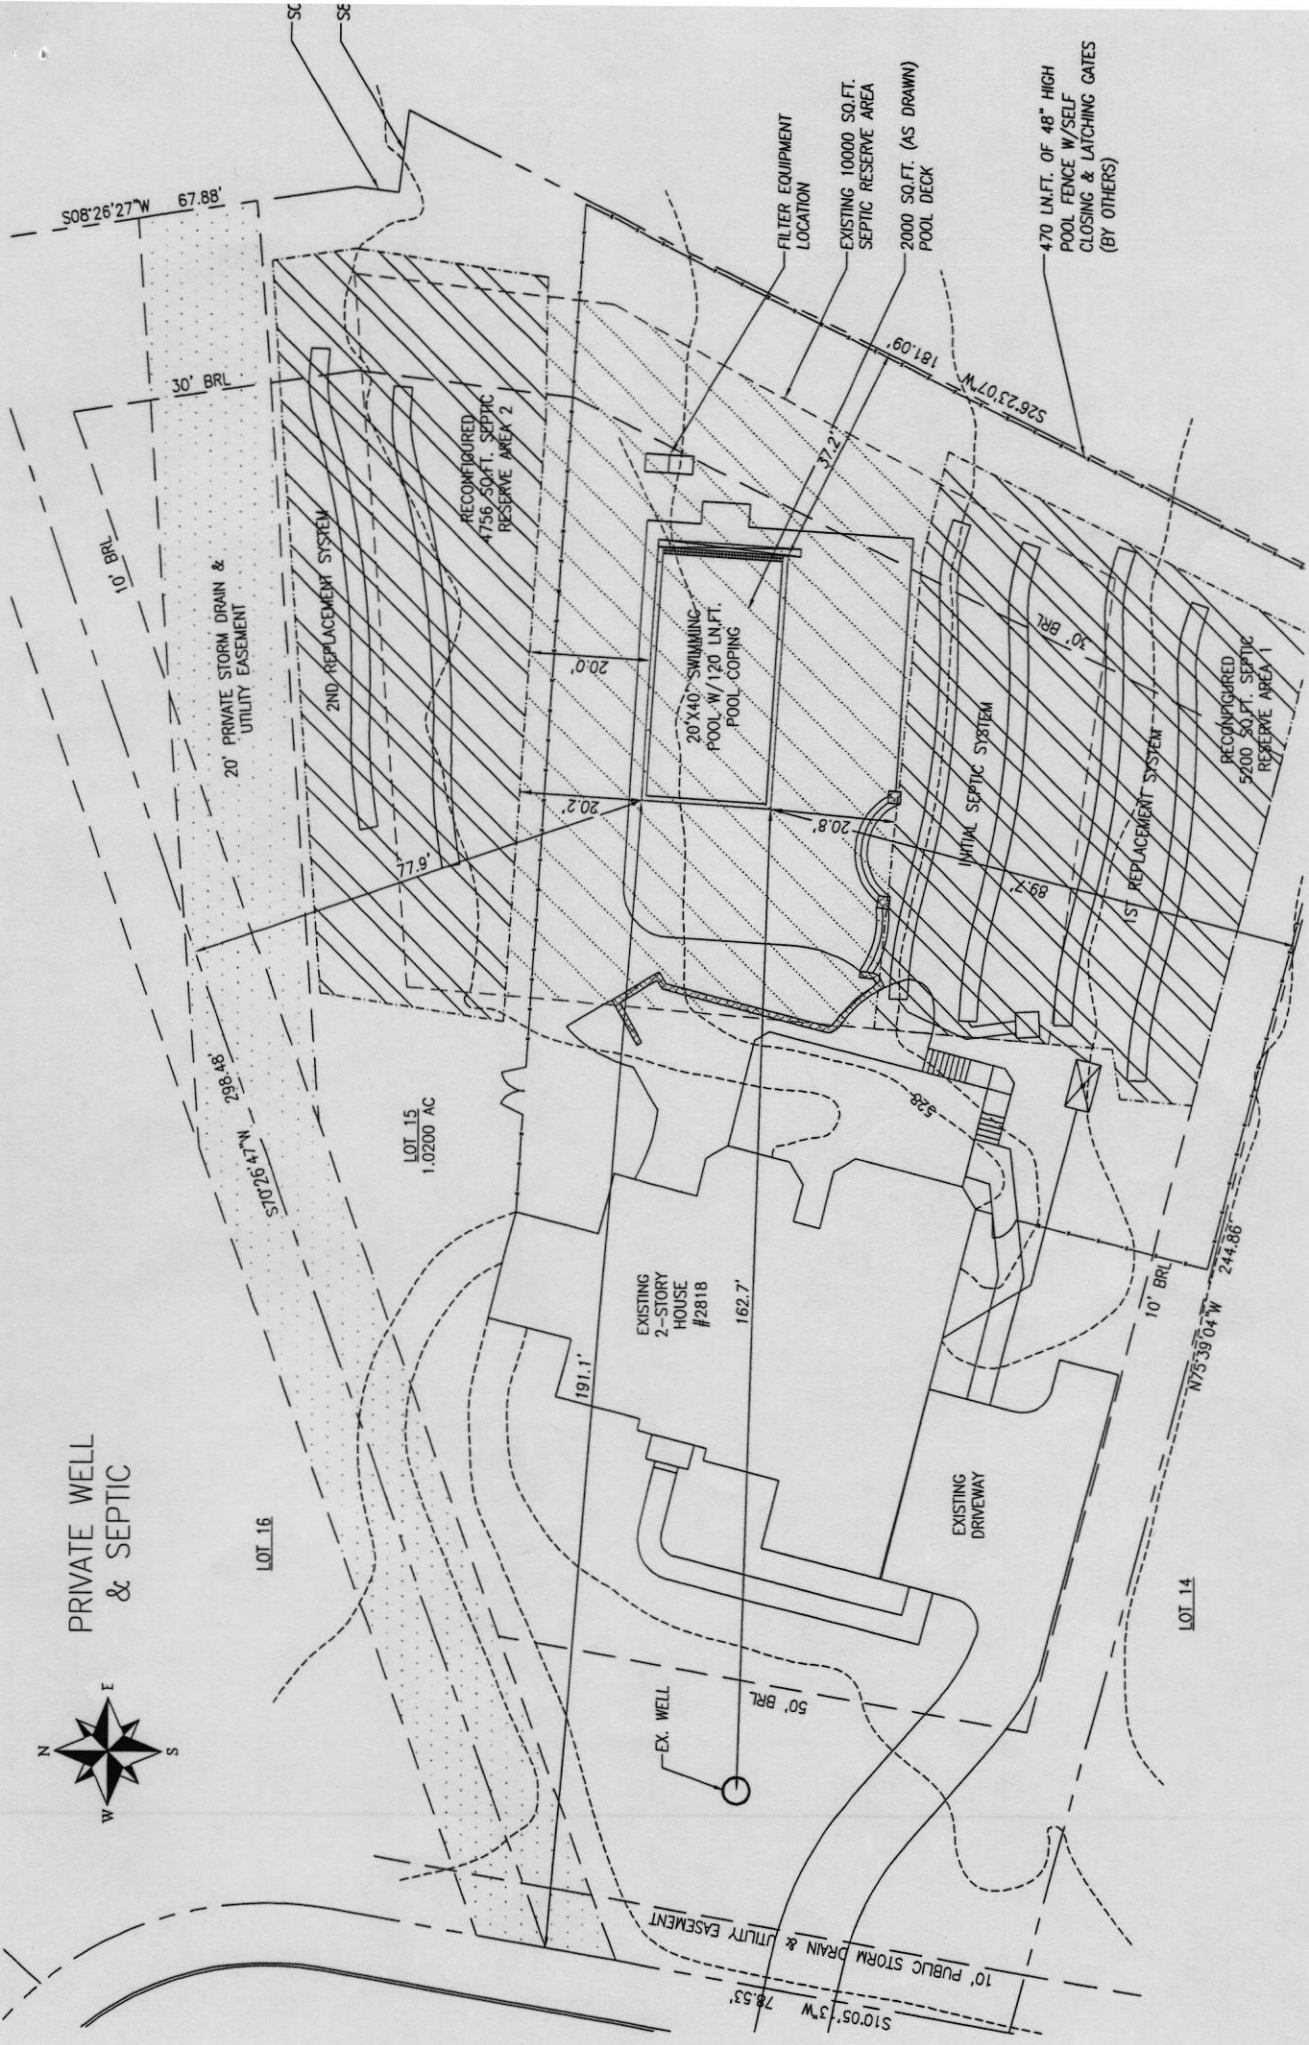 PRIVATE WELL
& SEPTIC
N
E
S
W
LOT 16
S08°26'27"W 67.88'
30' BRL
10' BRL
20' PRIVATE STORM DRAIN &
UTILITY EASEMENT
2ND REPLACEMENT SYSTEM
RECONFIGURED
4756 SQ.FT. SEPTIC
RESERVE AREA 2
298.48'
S70°26'47"W
LOT 15
1.0200 AC
77.9'
20.0'
20.2'
20'X40' SWIMMING
POOL W/120 LN.FT.
POOL COPING
20.8'
37.2'
FILTER EQUIPMENT
LOCATION
EXISTING 10000 SQ.FT.
SEPTIC RESERVE AREA
2000 SQ.FT. (AS DRAWN)
POOL DECK
470 LN.FT. OF 48" HIGH
POOL FENCE W/SELF
CLOSING & LATCHING GATES
(BY OTHERS)
181.09'
S26°23'07"W
INITIAL SEPTIC SYSTEM
30' BRL
1ST REPLACEMENT SYSTEM
RECONFIGURED
5200 SQ.FT. SEPTIC
RESERVE AREA 1
89.7'
528
EXISTING
2-STORY
HOUSE
#2818
191.1'
162.7'
10' BRL
244.86'
N75°39'04"W
EXISTING
DRIVEWAY
LOT 14
EX. WELL
50' BRL
10' PUBLIC STORM DRAIN & UTILITY EASEMENT
78.53'